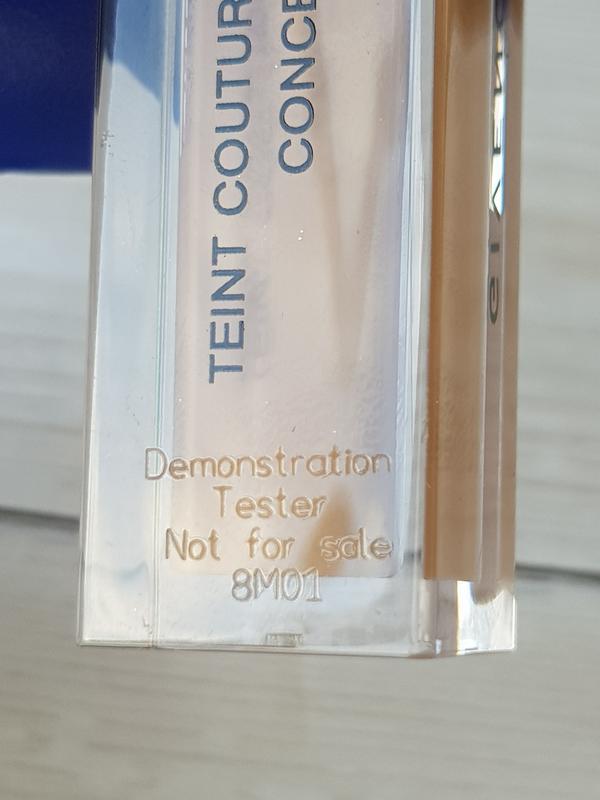 TEINT COUTUR
CONCE
Demonstration
Tester
Not for sale
8M01